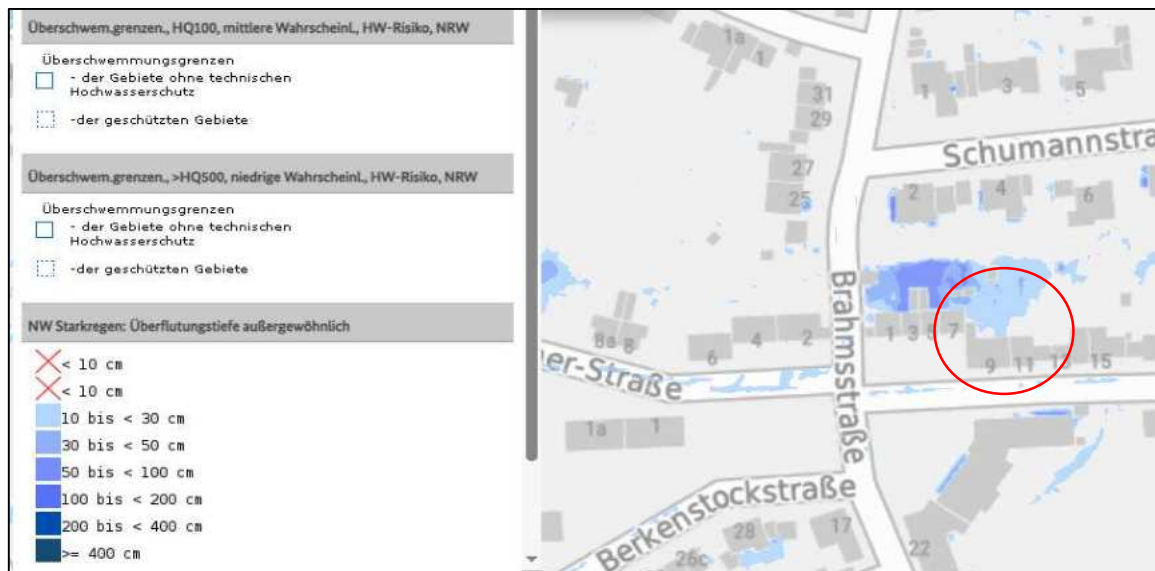 Überschwem.grenzen., HQ100, mittlere Wahrscheinl., HW-Risiko, NRW
Überschwemmungsgrenzen
- der Gebiete ohne technischen
Hochwasserschutz
-der geschützten Gebiete
Überschwem.grenzen., >HQ500, niedrige Wahrscheinl., HW-Risiko, NRW
Überschwemmungsgrenzen
- der Gebiete ohne technischen
Hochwasserschutz
-der geschützten Gebiete
NW Starkregen: Überflutungstiefe außergewöhnlich
< 10 cm
< 10 cm
10 bis < 30 cm
30 bis < 50 cm
50 bis < 100 cm
100 bis < 200 cm
200 bis < 400 cm
>= 400 cm
1a
1
31
29
27
25
1
3
5
Schumannstra
2
4
6
Brahmsstraße
8a
8
6
4
2
1
3
5
7
9
11
13
15
er-Straße
1a
1
Berkenstockstraße
28
26c
17
22